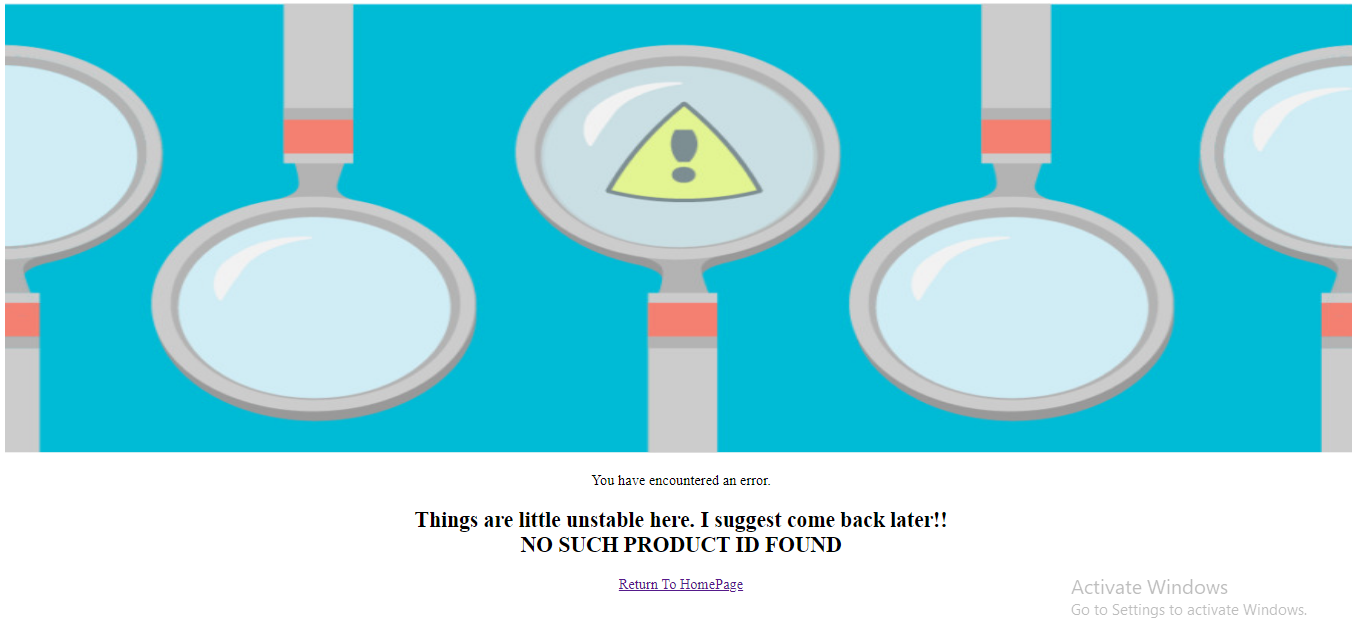 You have encountered an error.
Things are little unstable here. I suggest come back later!!
NO SUCH PRODUCT ID FOUND
Return To HomePage
Activate Windows
Go to Settings to activate Windows.